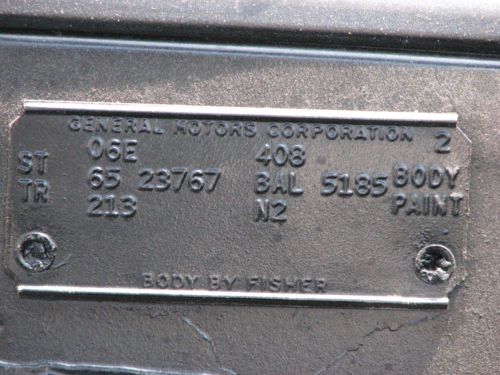 GENERAL MOTORS CORPORATION 2
06E 408
ST 65 23767 BAL 5185 BODY
TR 213 N2 PAINT
BODY BY FISHER